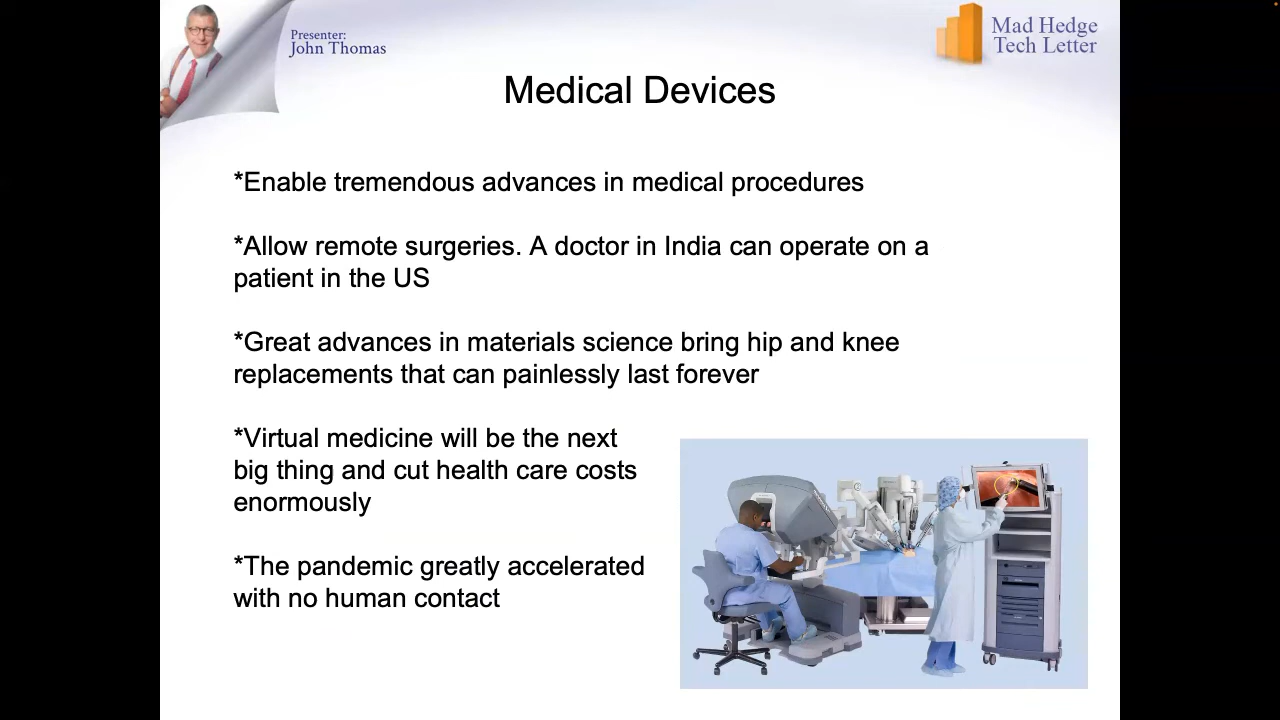 Presenter:
John Thomas
Mad Hedge
Tech Letter
Medical Devices
*Enable tremendous advances in medical procedures
*Allow remote surgeries. A doctor in India can operate on a
patient in the US
*Great advances in materials science bring hip and knee
replacements that can painlessly last forever
*Virtual medicine will be the next
big thing and cut health care costs
enormously
*The pandemic greatly accelerated
with no human contact